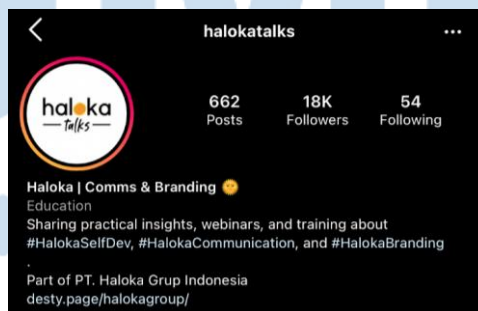 halokatalks
haloka
talks
662 18K 54
Posts Followers Following
Haloka | Comms & Branding 🌞
Education
Sharing practical insights, webinars, and training about
#HalokaSelfDev, #HalokaCommunication, and #HalokaBranding
.
Part of PT. Haloka Grup Indonesia
desty.page/halokagroup/